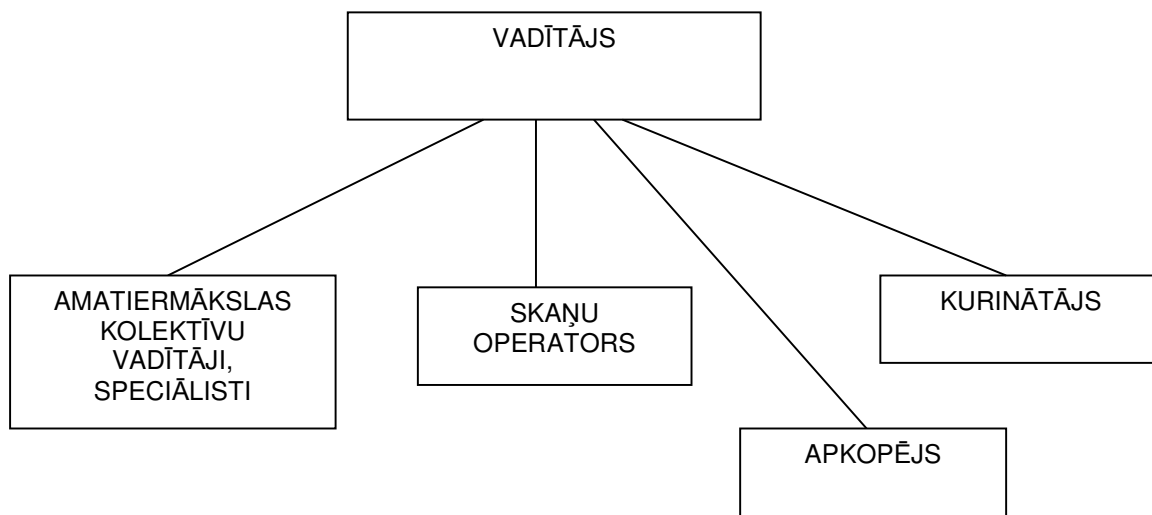 VADĪTĀJS
AMATIERMĀKSLAS
KOLEKTĪVU
VADĪTĀJI,
SPECIĀLISTI
SKAŅU
OPERATORS
KURINĀTĀJS
APKOPĒJS